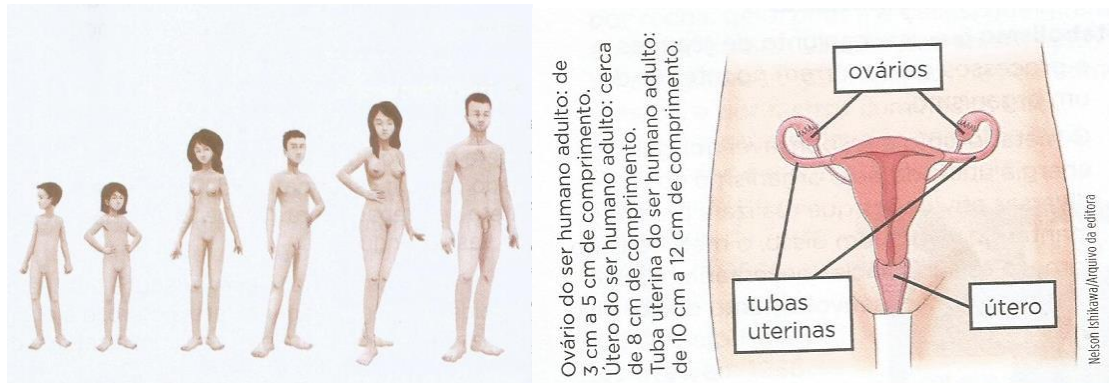 Ovário do ser humano adulto: de
3 cm a 5 cm de comprimento.
Útero do ser humano adulto: cerca
de 8 cm de comprimento.
Tuba uterina do ser humano adulto:
de 10 cm a 12 cm de comprimento.
ovários
tubas
uterinas
útero
Nelson Ishikawa/Arquivo da editora